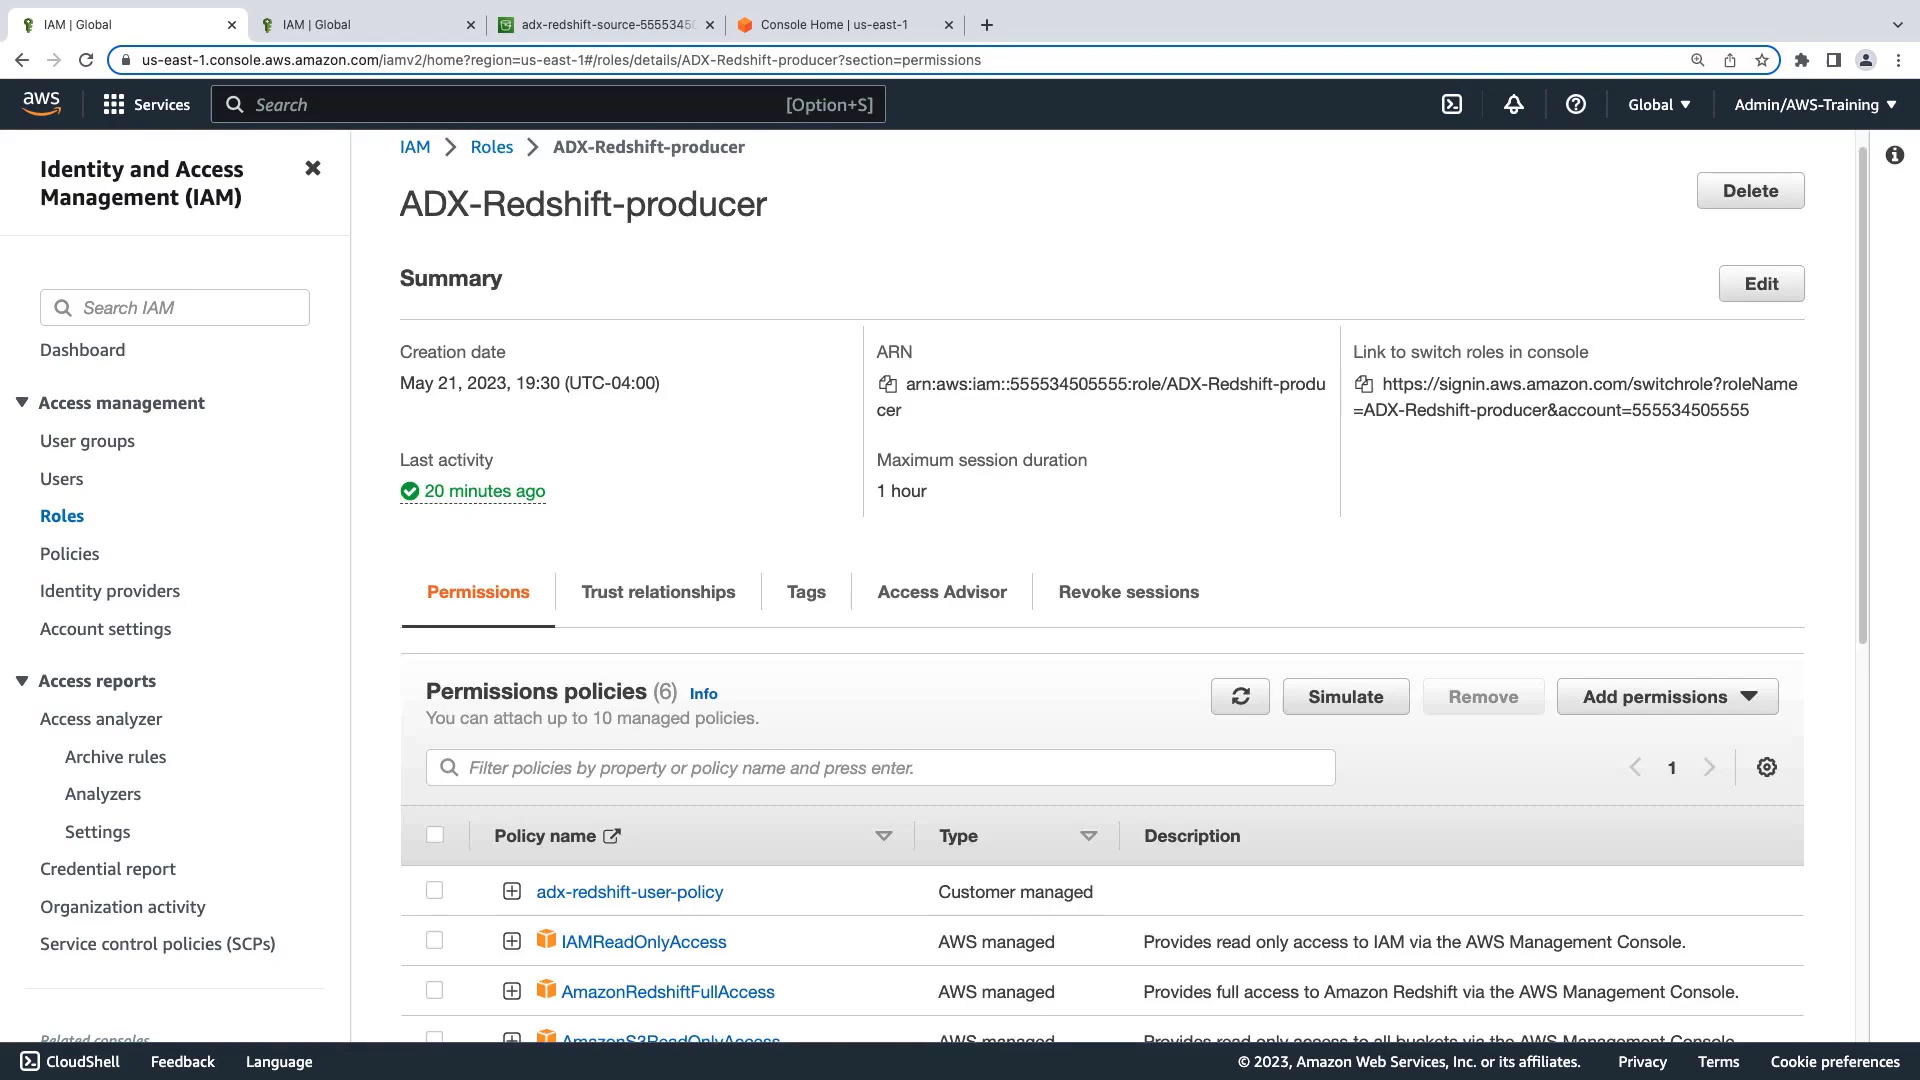 IAM | Global
IAM | Global
adx-redshift-source-55553450
Console Home | us-east-1
us-east-1.console.aws.amazon.com/iamv2/home?region=us-east-1#/roles/details/ADX-Redshift-producer?section=permissions
aws
Services
Search
[Option+S]
Global
Admin/AWS-Training
Identity and Access
Management (IAM)
Search IAM
Dashboard
Access management
User groups
Users
Roles
Policies
Identity providers
Account settings
Access reports
Access analyzer
Archive rules
Analyzers
Settings
Credential report
Organization activity
Service control policies (SCPs)
Related consoles
IAM
Roles
ADX-Redshift-producer
ADX-Redshift-producer
Delete
Summary
Edit
Creation date
May 21, 2023, 19:30 (UTC-04:00)
ARN
arn:aws:iam::555534505555:role/ADX-Redshift-produ
cer
Link to switch roles in console
https://signin.aws.amazon.com/switchrole?roleName
=ADX-Redshift-producer&account=555534505555
Last activity
20 minutes ago
Maximum session duration
1 hour
Permissions
Trust relationships
Tags
Access Advisor
Revoke sessions
Permissions policies (6) Info
You can attach up to 10 managed policies.
Simulate
Remove
Add permissions
Filter policies by property or policy name and press enter.
1
Policy name
Type
Description
adx-redshift-user-policy
Customer managed
IAMReadOnlyAccess
AWS managed
Provides read only access to IAM via the AWS Management Console.
AmazonRedshiftFullAccess
AWS managed
Provides full access to Amazon Redshift via the AWS Management Console.
AmazonS3ReadOnlyAccess
AWS managed
Provides read only access to all buckets via the AWS Management Console.
CloudShell
Feedback
Language
© 2023, Amazon Web Services, Inc. or its affiliates.
Privacy
Terms
Cookie preferences